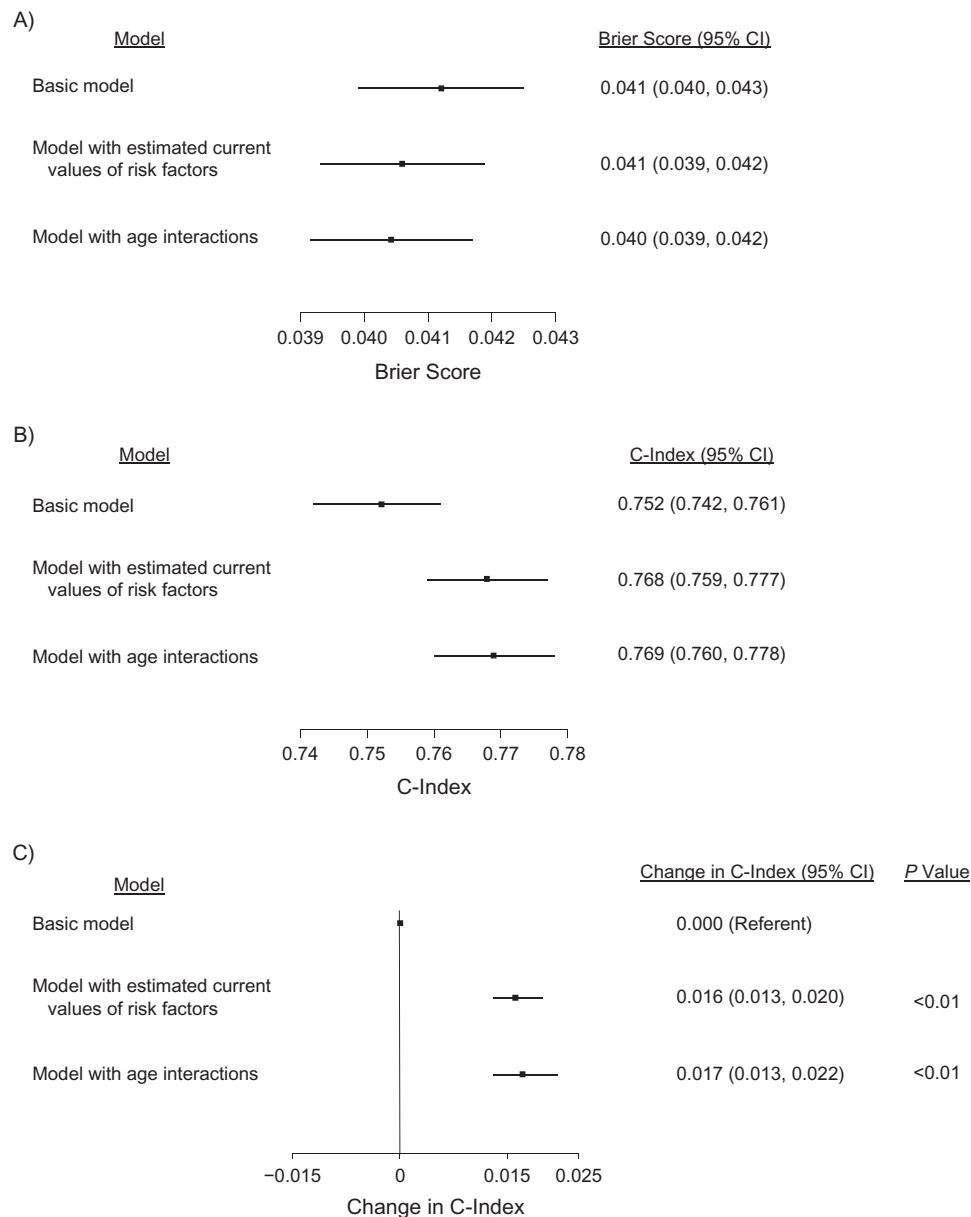 A)
Model
Brier Score (95% CI)
Basic model
0.041 (0.040, 0.043)
Model with estimated current
values of risk factors
0.041 (0.039, 0.042)
Model with age interactions
0.040 (0.039, 0.042)
0.039 0.040 0.041 0.042 0.043
Brier Score
B)
Model
C-Index (95% CI)
Basic model
0.752 (0.742, 0.761)
Model with estimated current
values of risk factors
0.768 (0.759, 0.777)
Model with age interactions
0.769 (0.760, 0.778)
0.74 0.75 0.76 0.77 0.78
C-Index
C)
Model
Change in C-Index (95% CI) P Value
Basic model
0.000 (Referent)
Model with estimated current
values of risk factors
0.016 (0.013, 0.020) <0.01
Model with age interactions
0.017 (0.013, 0.022) <0.01
−0.015 0 0.015 0.025
Change in C-Index